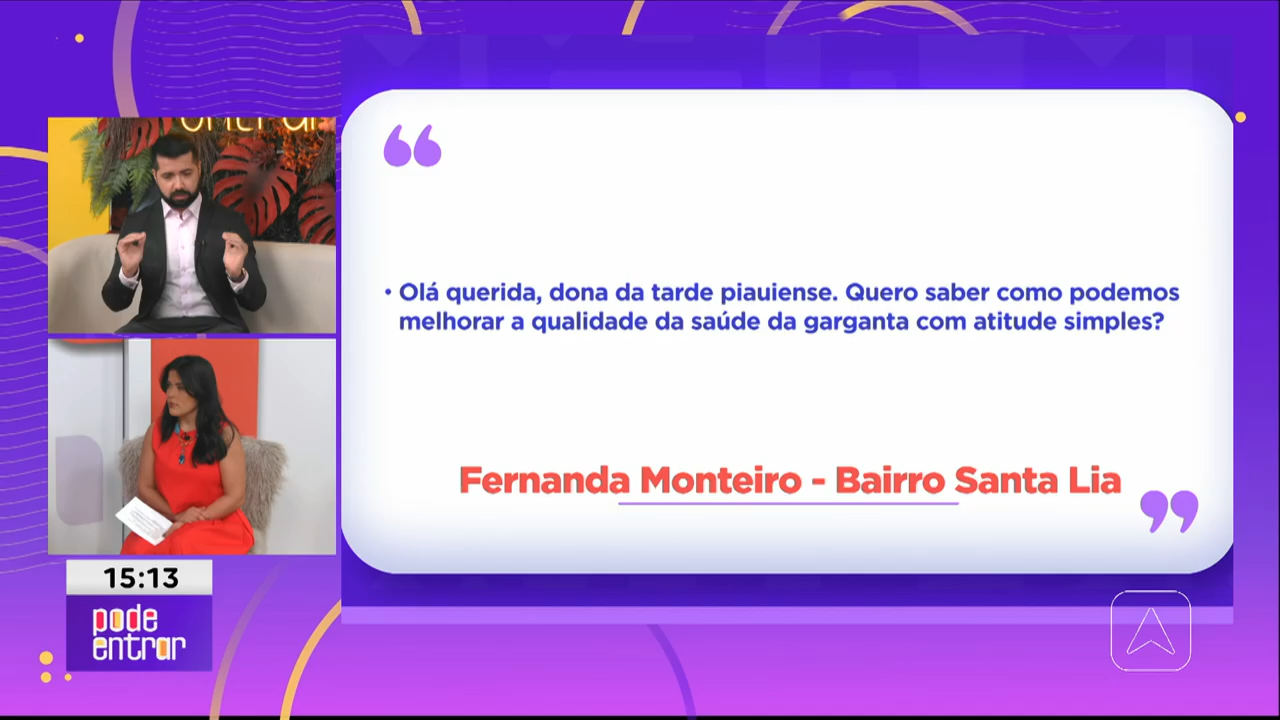 • Olá querida, dona da tarde piauiense. Quero saber como podemos
melhorar a qualidade da saúde da garganta com atitude simples?
Fernanda Monteiro - Bairro Santa Lia
15:13
pode
entrar